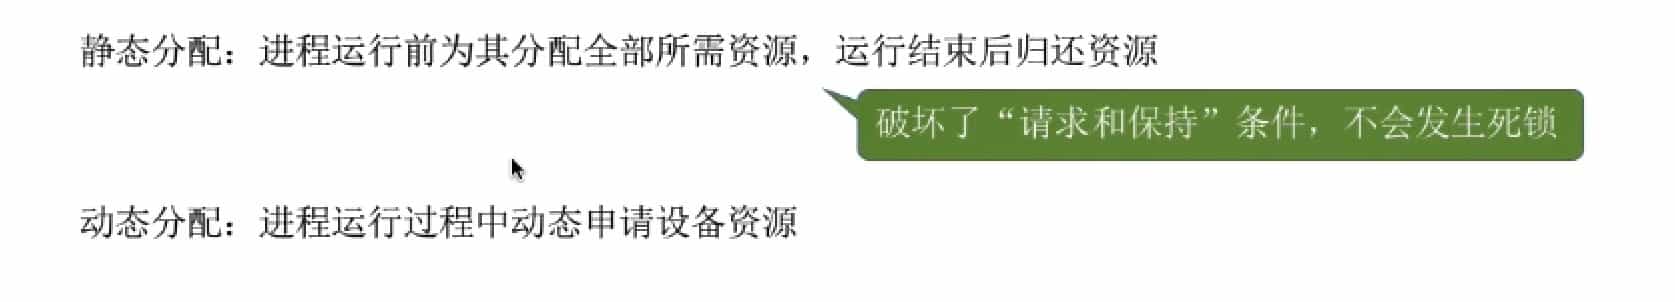 静态分配：进程运行前为其分配全部所需资源，运行结束后归还资源
破坏了“请求和保持”条件，不会发生死锁
动态分配：进程运行过程中动态申请设备资源